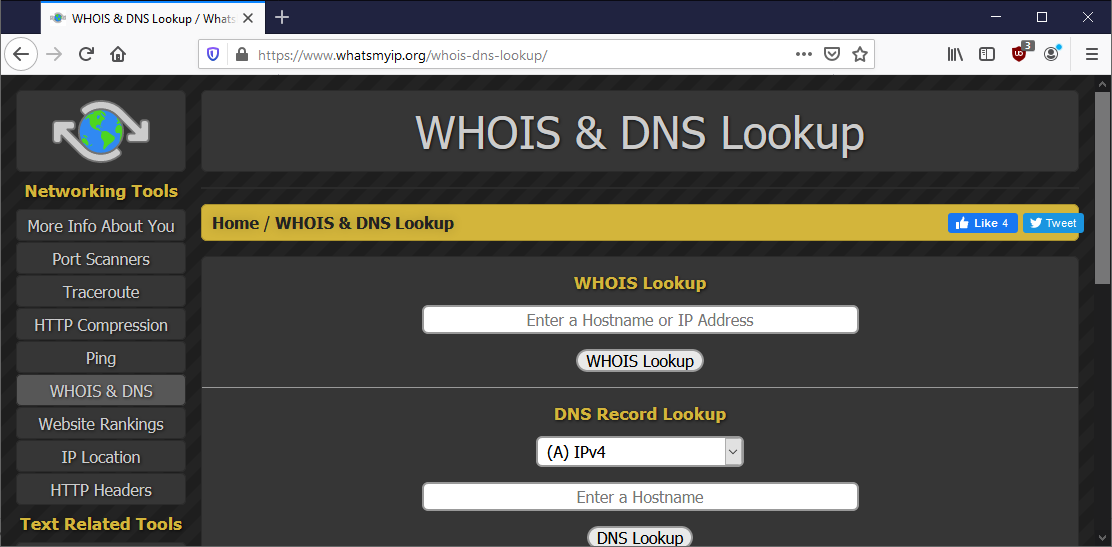 WHOIS & DNS Lookup / Whats
https://www.whatsmyip.org/whois-dns-lookup/
3
WHOIS & DNS Lookup
Networking Tools
More Info About You
Port Scanners
Traceroute
HTTP Compression
Ping
WHOIS & DNS
Website Rankings
IP Location
HTTP Headers
Text Related Tools
Home / WHOIS & DNS Lookup
Like 4
Tweet
WHOIS Lookup
Enter a Hostname or IP Address
WHOIS Lookup
DNS Record Lookup
(A) IPv4
Enter a Hostname
DNS Lookup